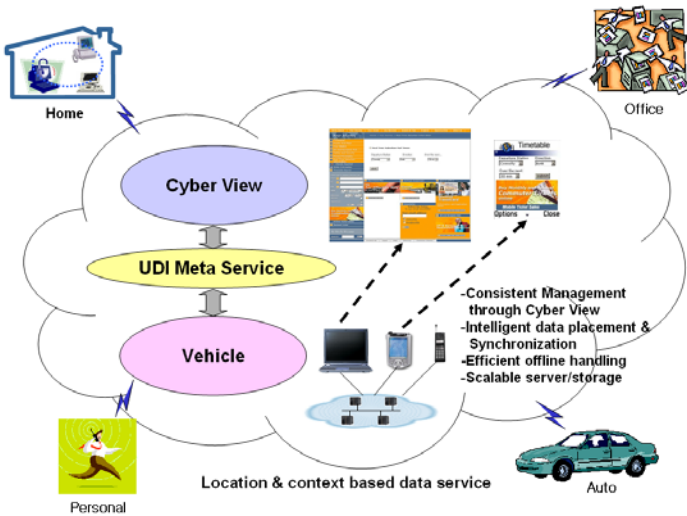 Home
Office
Cyber View
UDI Meta Service
Vehicle
Timetable
Options
Close
-Consistent Management
through Cyber View
-Intelligent data placement &
Synchronization
-Efficient offline handling
-Scalable server/storage
Location & context based data service
Personal
Auto